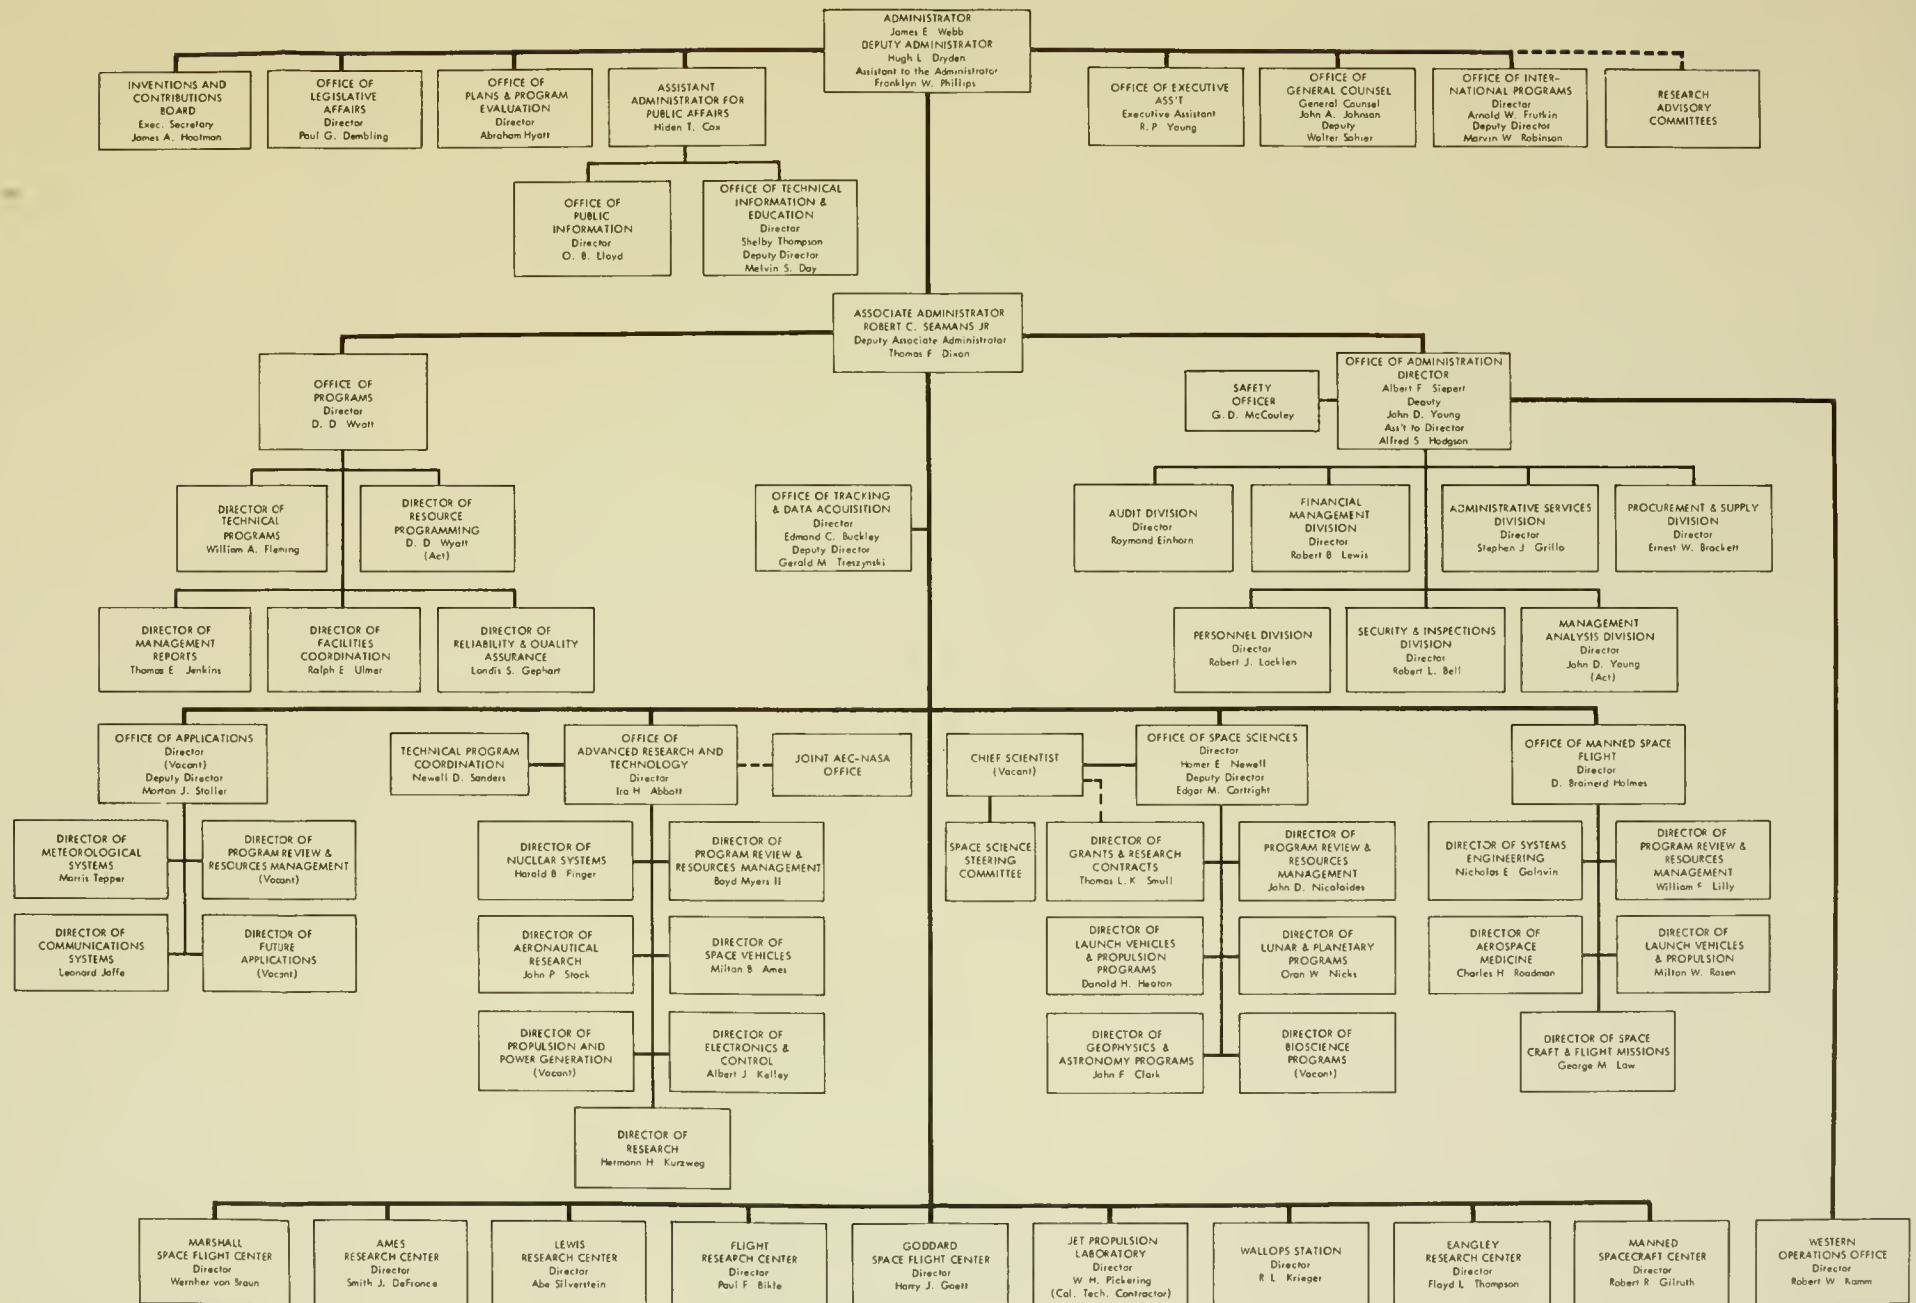 ADMINISTRATOR
James E. Webb
DEPUTY ADMINISTRATOR
Hugh L. Dryden
Assistant to the Administrator
Franklyn W. Phillips
INVENTIONS AND
CONTRIBUTIONS
BOARD
Exec. Secretary
James A. Hootman
OFFICE OF
LEGISLATIVE
AFFAIRS
Director
Paul G. Dembling
OFFICE OF
PLANS & PROGRAM
EVALUATION
Director
Abraham Hyatt
ASSISTANT
ADMINISTRATOR FOR
PUBLIC AFFAIRS
Hiden T. Cox
OFFICE OF EXECUTIVE
ASS'T
Executive Assistant
R. P. Young
OFFICE OF
GENERAL COUNSEL
General Counsel
John A. Johnson
Deputy
Walter Sohier
OFFICE OF INTER-
NATIONAL PROGRAMS
Director
Arnold W. Frutkin
Deputy Director
Marvin W. Robinson
RESEARCH
ADVISORY
COMMITTEES
OFFICE OF
PUBLIC
INFORMATION
Director
O. B. Lloyd
OFFICE OF TECHNICAL
INFORMATION &
EDUCATION
Director
Shelby Thompson
Deputy Director
Melvin S. Day
ASSOCIATE ADMINISTRATOR
ROBERT C. SEAMANS JR
Deputy Associate Administrator
Thomas F. Dixon
OFFICE OF
PROGRAMS
Director
D. D. Wyatt
SAFETY
OFFICER
G. D. McCauley
OFFICE OF ADMINISTRATION
DIRECTOR
Albert F. Siepert
Deputy
John D. Young
Ass't to Director
Alfred S. Hodgson
DIRECTOR OF
TECHNICAL
PROGRAMS
William A. Fleming
DIRECTOR OF
RESOURCE
PROGRAMMING
D. D. Wyatt
(Act)
OFFICE OF TRACKING
& DATA ACQUISITION
Director
Edmond C. Buckley
Deputy Director
Gerald M. Treszynski
AUDIT DIVISION
Director
Raymond Einhorn
FINANCIAL
MANAGEMENT
DIVISION
Director
Robert B. Lewis
ADMINISTRATIVE SERVICES
DIVISION
Director
Stephen J. Grillo
PROCUREMENT & SUPPLY
DIVISION
Director
Ernest W. Brackett
DIRECTOR OF
MANAGEMENT
REPORTS
Thomas E. Jenkins
DIRECTOR OF
FACILITIES
COORDINATION
Ralph E. Ulmer
DIRECTOR OF
RELIABILITY & QUALITY
ASSURANCE
Landis S. Gephart
PERSONNEL DIVISION
Director
Robert J. Lacklen
SECURITY & INSPECTIONS
DIVISION
Director
Robert L. Bell
MANAGEMENT
ANALYSIS DIVISION
Director
John D. Young
(Act)
OFFICE OF APPLICATIONS
Director
(Vacant)
Deputy Director
Morton J. Stoller
TECHNICAL PROGRAM
COORDINATION
Newell D. Sanders
OFFICE OF
ADVANCED RESEARCH AND
TECHNOLOGY
Director
Ira H. Abbott
JOINT AEC-NASA
OFFICE
CHIEF SCIENTIST
(Vacant)
OFFICE OF SPACE SCIENCES
Director
Homer E. Newell
Deputy Director
Edgar M. Cortright
OFFICE OF MANNED SPACE
FLIGHT
Director
D. Brainerd Holmes
DIRECTOR OF
METEOROLOGICAL
SYSTEMS
Morris Tepper
DIRECTOR OF
PROGRAM REVIEW &
RESOURCES MANAGEMENT
(Vacant)
DIRECTOR OF
NUCLEAR SYSTEMS
Harold B. Finger
DIRECTOR OF
PROGRAM REVIEW &
RESOURCES MANAGEMENT
Boyd Myers II
SPACE SCIENCE
STEERING
COMMITTEE
DIRECTOR OF
GRANTS & RESEARCH
CONTRACTS
Thomas L. K. Smull
DIRECTOR OF
PROGRAM REVIEW &
RESOURCES
MANAGEMENT
John D. Nicolaides
DIRECTOR OF SYSTEMS
ENGINEERING
Nicholas E. Golovin
DIRECTOR OF
PROGRAM REVIEW &
RESOURCES
MANAGEMENT
William E. Lilly
DIRECTOR OF
COMMUNICATIONS
SYSTEMS
Leonard Jaffe
DIRECTOR OF
FUTURE
APPLICATIONS
(Vacant)
DIRECTOR OF
AERONAUTICAL
RESEARCH
John P. Stack
DIRECTOR OF
SPACE VEHICLES
Milton B. Ames
DIRECTOR OF
LAUNCH VEHICLES
& PROPULSION
PROGRAMS
Donald H. Heaton
DIRECTOR OF
LUNAR & PLANETARY
PROGRAMS
Oran W. Nicks
DIRECTOR OF
AEROSPACE
MEDICINE
Charles H. Roadman
DIRECTOR OF
LAUNCH VEHICLES
& PROPULSION
Milton W. Rosen
DIRECTOR OF
PROPULSION AND
POWER GENERATION
(Vacant)
DIRECTOR OF
ELECTRONICS &
CONTROL
Albert J. Kelley
DIRECTOR OF
GEOPHYSICS &
ASTRONOMY PROGRAMS
John F. Clark
DIRECTOR OF
BIOSCIENCE
PROGRAMS
(Vacant)
DIRECTOR OF SPACE
CRAFT & FLIGHT MISSIONS
George M. Low
DIRECTOR OF
RESEARCH
Hermann H. Kurzweg
MARSHALL
SPACE FLIGHT CENTER
Director
Wernher von Braun
AMES
RESEARCH CENTER
Director
Smith J. DeFrance
LEWIS
RESEARCH CENTER
Director
Abe Silverstein
FLIGHT
RESEARCH CENTER
Director
Paul F. Bikle
GODDARD
SPACE FLIGHT CENTER
Director
Harry J. Goett
JET PROPULSION
LABORATORY
Director
W. H. Pickering
(Cal. Tech. Contractor)
WALLOPS STATION
Director
R. L. Krieger
EANGLEY
RESEARCH CENTER
Director
Floyd L. Thompson
MANNED
SPACECRAFT CENTER
Director
Robert R. Gilruth
WESTERN
OPERATIONS OFFICE
Director
Robert W. Kamm